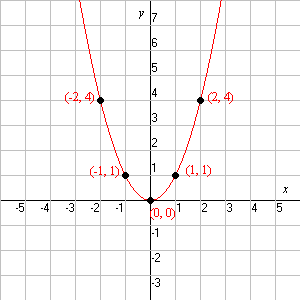 y
7
6
5
(-2, 4) 4 (2, 4)
3
2
(-1, 1) 1 (1, 1)
x
-5 -4 -3 -2 -1 1 2 3 4 5
(0, 0)
-1
-2
-3